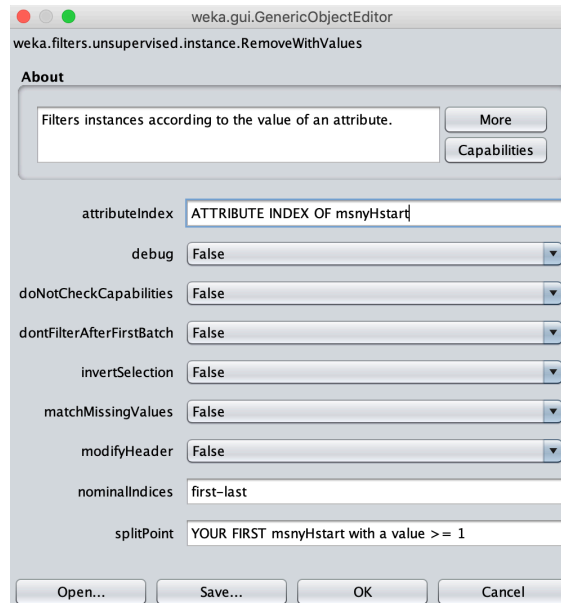 weka.gui.GenericObjectEditor
weka.filters.unsupervised.instance.RemoveWithValues
About
Filters instances according to the value of an attribute.
More
Capabilities
attributeIndex ATTRIBUTE INDEX OF msnyHstart
debug False
doNotCheckCapabilities False
dontFilterAfterFirstBatch False
invertSelection False
matchMissingValues False
modifyHeader False
nominalIndices first-last
splitPoint YOUR FIRST msnyHstart with a value >= 1
Open... Save... OK Cancel